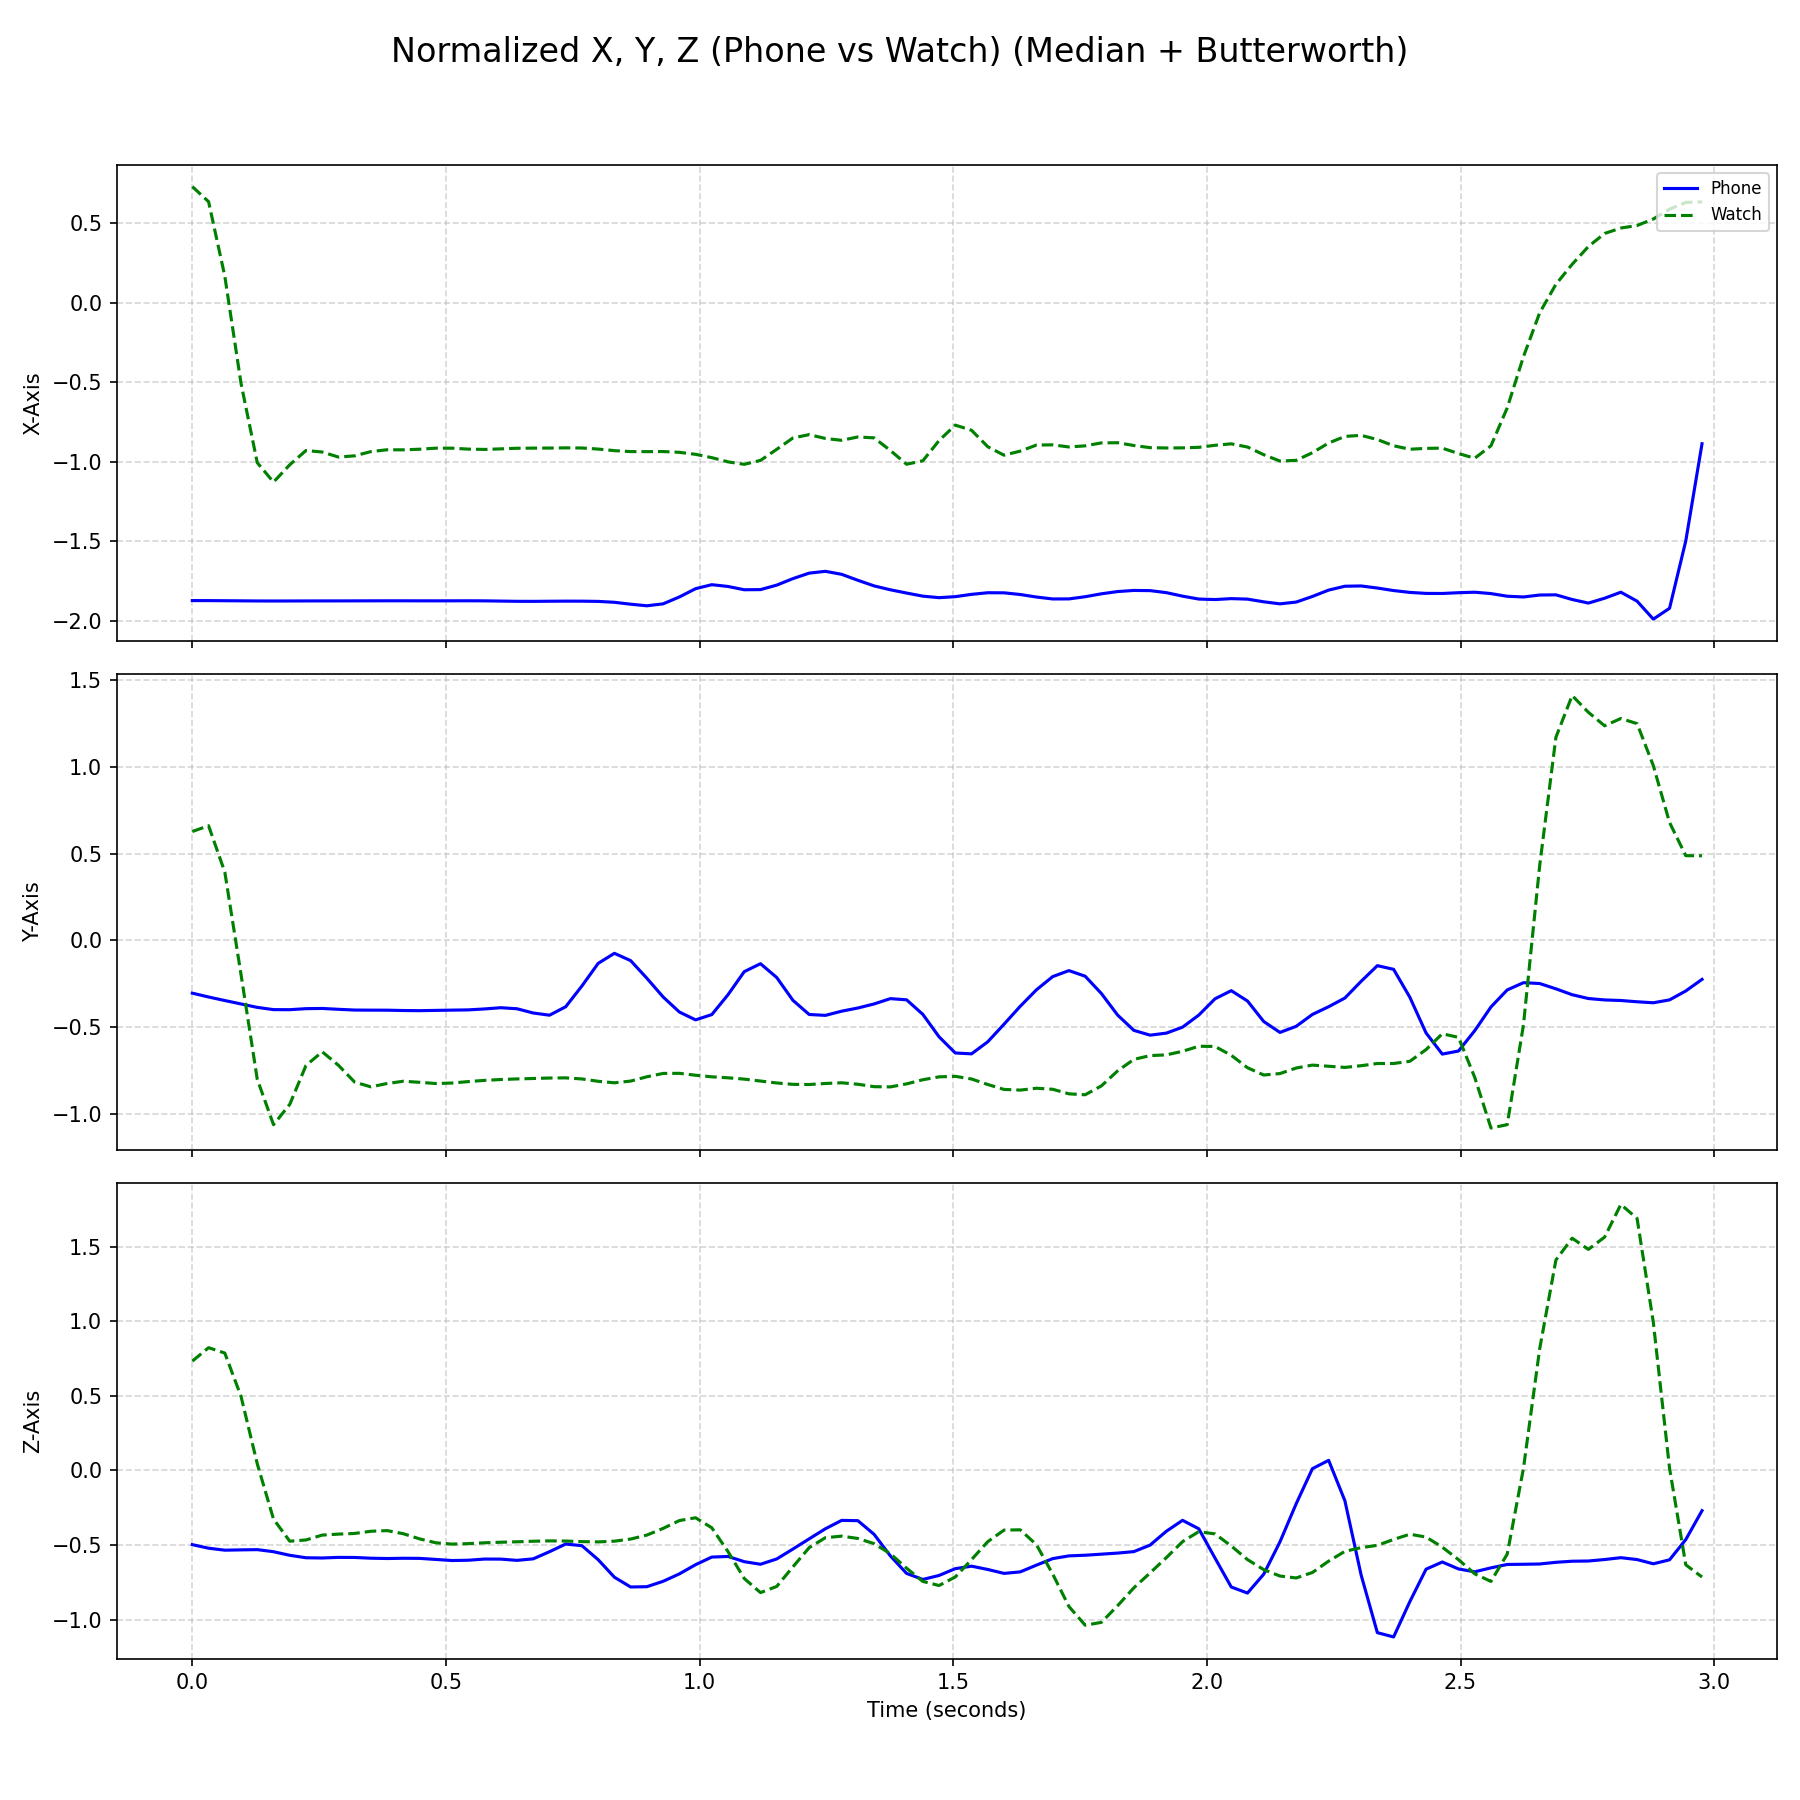 Normalized X, Y, Z (Phone vs Watch) (Median + Butterworth)
Phone
Watch
X-Axis
0.5
0.0
−0.5
−1.0
−1.5
−2.0
Y-Axis
1.5
1.0
0.5
0.0
−0.5
−1.0
Z-Axis
1.5
1.0
0.5
0.0
−0.5
−1.0
0.0 0.5 1.0 1.5 2.0 2.5 3.0
Time (seconds)